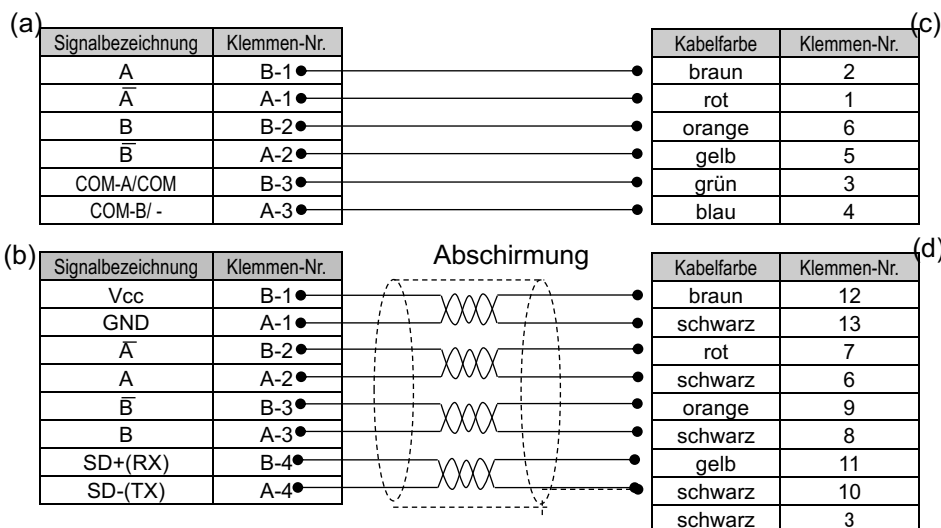 (a) (c)
Signalbezeichnung Klemmen-Nr. Kabelfarbe Klemmen-Nr.
A B-1 braun 2
A̅ A-1 rot 1
B B-2 orange 6
B̅ A-2 gelb 5
COM-A/COM B-3 grün 3
COM-B/ - A-3 blau 4
(b) Abschirmung (d)
Signalbezeichnung Klemmen-Nr. Kabelfarbe Klemmen-Nr.
Vcc B-1 braun 12
GND A-1 schwarz 13
A̅ B-2 rot 7
A A-2 schwarz 6
B̅ B-3 orange 9
B A-3 schwarz 8
SD+(RX) B-4 gelb 11
SD-(TX) A-4 schwarz 10
schwarz 3